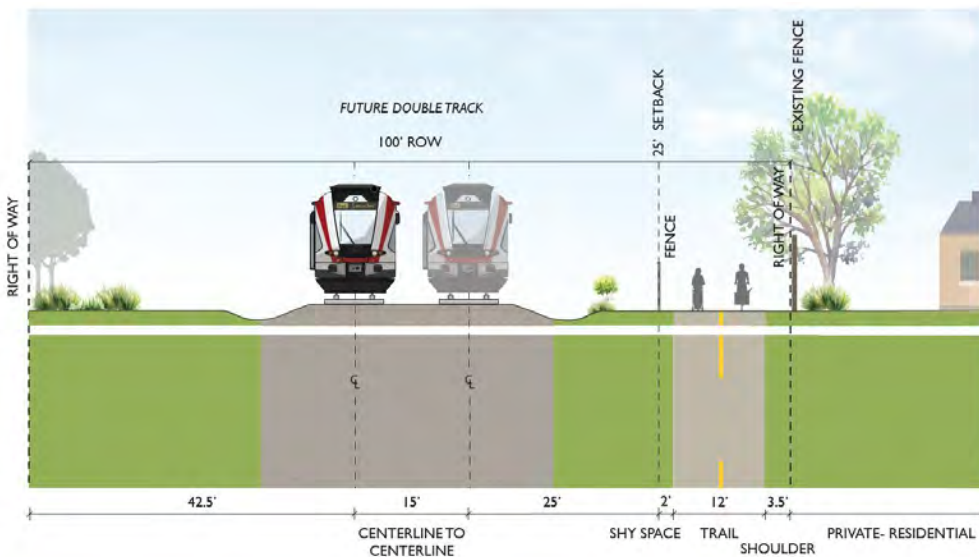 FUTURE DOUBLE TRACK
100' ROW
RIGHT OF WAY
25' SETBACK
FENCE
RIGHT OF WAY
EXISTING FENCE
℄
℄
42.5'
15'
25'
2'
12'
3.5'
CENTERLINE TO
CENTERLINE
SHY SPACE
TRAIL
SHOULDER
PRIVATE- RESIDENTIAL